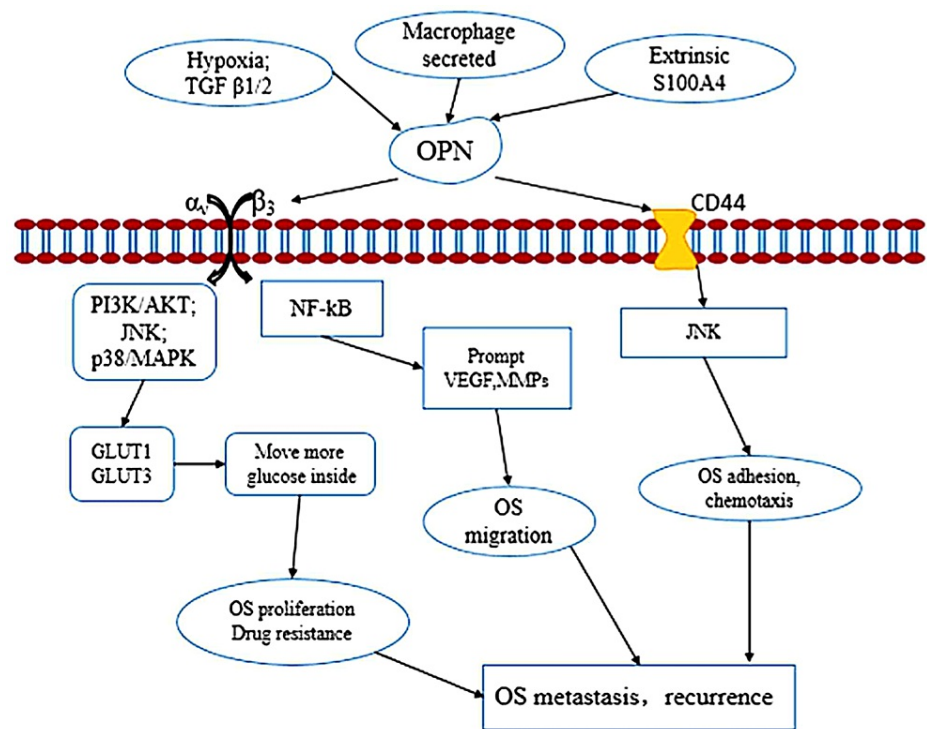 Hypoxia;
TGF β1/2
Macrophage
secreted
Extrinsic
S100A4
OPN
αv
β3
CD44
PI3K/AKT;
JNK;
p38/MAPK
NF-kB
Prompt
VEGF,MMPs
JNK
GLUT1
GLUT3
Move more
glucose inside
OS
migration
OS adhesion,
chemotaxis
OS proliferation
Drug resistance
OS metastasis, recurrence